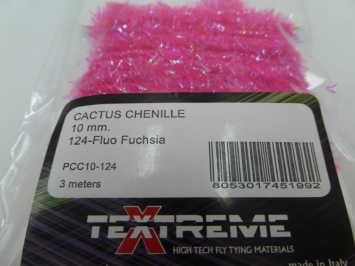 CACTUS CHENILLE
10 mm.
124-Fluo Fuchsia
PCC10-124
3 meters
8053017451992
TEXTREME
HIGH TECH FLY TYING MATERIALS
made in Italy